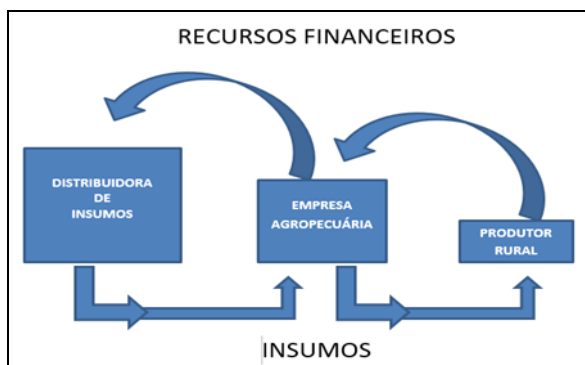 RECURSOS FINANCEIROS
DISTRIBUIDORA
DE
INSUMOS
EMPRESA
AGROPECUÁRIA
PRODUTOR
RURAL
INSUMOS